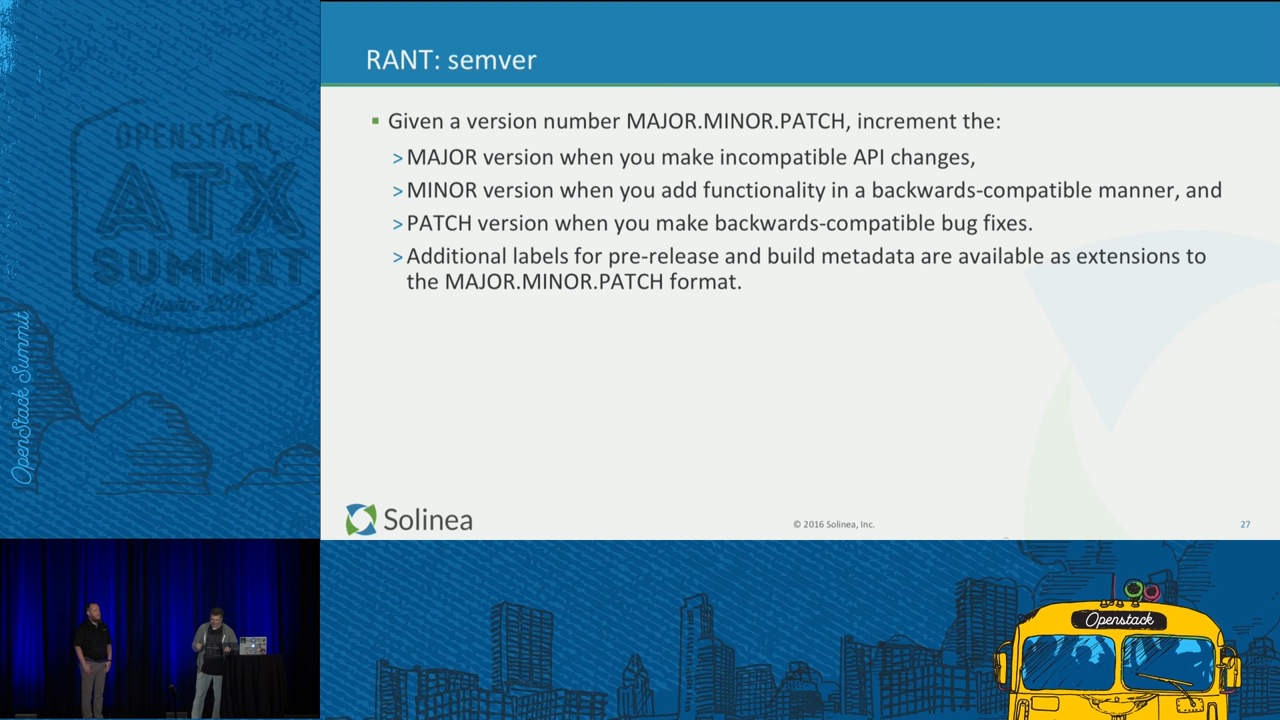 RANT: semver
Given a version number MAJOR.MINOR.PATCH, increment the:
> MAJOR version when you make incompatible API changes,
> MINOR version when you add functionality in a backwards-compatible manner, and
> PATCH version when you make backwards-compatible bug fixes.
> Additional labels for pre-release and build metadata are available as extensions to
the MAJOR.MINOR.PATCH format.
Solinea
© 2016 Solinea, Inc.
27
OPENSTACK
ATX
SUMMIT
Austin 2016
OpenStack Summit
Openstack